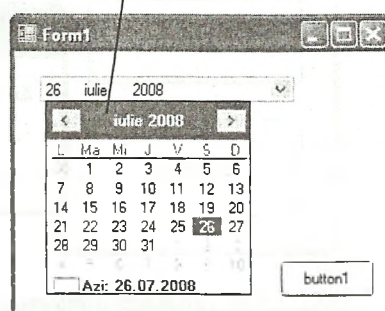 Form1
26 iulie 2008
iulie 2008
L Ma Mi J V S D
1 2 3 4 5 6
7 8 9 10 11 12 13
14 15 16 17 18 19 20
21 22 23 24 25 26 27
28 29 30 31
Azi: 26.07.2008
button1